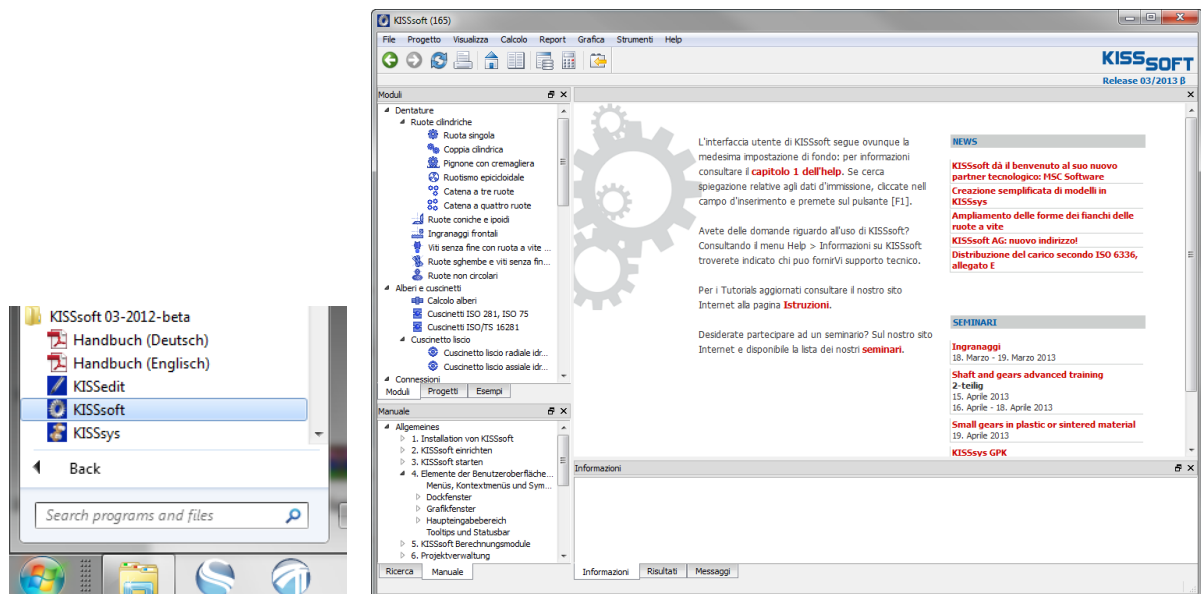 KISSsoft 03-2012-beta
Handbuch (Deutsch)
Handbuch (Englisch)
KISSedit
KISSsoft
KISSsys
Back
Search programs and files
KISSsoft (165)
File Progetto Visualizza Calcolo Report Grafica Strumenti Help
KISSSOFT
Release 03/2013 β
Moduli
Dentature
Ruote cilindriche
Ruota singola
Coppia cilindrica
Pignone con cremagliera
Ruotismo epicicloidale
Catena a tre ruote
Catena a quattro ruote
Ruote coniche e ipoidi
Ingranaggi frontali
Viti senza fine con ruota a vite ...
Ruote sghembe e viti senza fin...
Ruote non circolari
Alberi e cuscinetti
Calcolo alberi
Cuscinetti ISO 281, ISO 75
Cuscinetti ISO/TS 16281
Cuscinetto liscio
Cuscinetto liscio radiale idr...
Cuscinetto liscio assiale idr...
Connessioni
Moduli Progetti Esempi
Manuale
Allgemeines
1. Installation von KISSsoft
2. KISSsoft einrichten
3. KISSsoft starten
4. Elemente der Benutzeroberfläche...
Menüs, Kontextmenüs und Sym...
Dockfenster
Grafikfenster
Haupteingabebereich
Tooltips und Statusbar
5. KISSsoft Berechnungsmodule
6. Projektverwaltung
Ricerca Manuale
L'interfaccia utente di KISSsoft segue ovunque la
medesima impostazione di fondo: per informazioni
consultare il capitolo 1 dell'help. Se cerca
spiegazione relative agli dati d'immissione, cliccate nell
campo d'inserimento e premete sul pulsante [F1].
Avete delle domande riguardo all'uso di KISSsoft?
Consultando il menu Help > Informazioni su KISSsoft
troverete indicato chi puo fornirVi supporto tecnico.
Per i Tutorials aggiornati consultare il nostro sito
Internet alla pagina Istruzioni.
Desiderate partecipare ad un seminario? Sul nostro sito
Internet e disponibile la lista dei nostri seminari.
NEWS
KISSsoft dà il benvenuto al suo nuovo
partner tecnologico: MSC Software
Creazione semplificata di modelli in
KISSsys
Ampliamento delle forme dei fianchi delle
ruote a vite
KISSsoft AG: nuovo indirizzo!
Distribuzione del carico secondo ISO 6336,
allegato E
SEMINARI
Ingranaggi
18. Marzo - 19. Marzo 2013
Shaft and gears advanced training
2-teilig
15. Aprile 2013
16. Aprile - 18. Aprile 2013
Small gears in plastic or sintered material
19. Aprile 2013
KISSsys GPK
Informazioni
Informazioni Risultati Messaggi